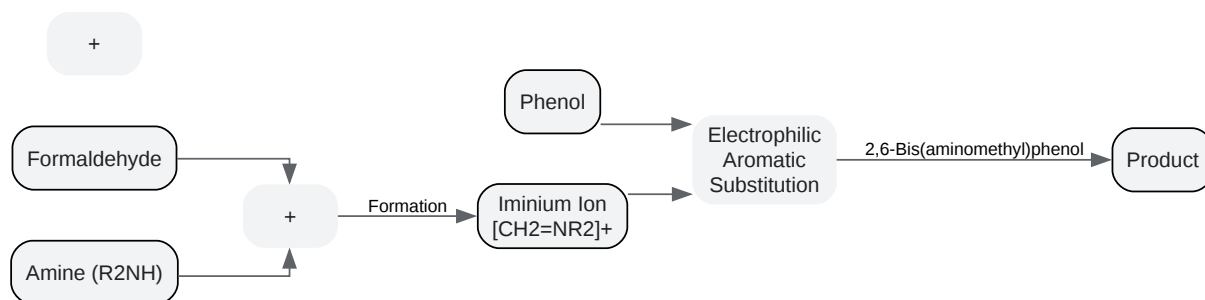 +
Formaldehyde
Amine (R2NH)
+
Formation
Phenol
Iminium Ion
[CH2=NR2]+
Electrophilic
Aromatic
Substitution
2,6-Bis(aminomethyl)phenol
Product